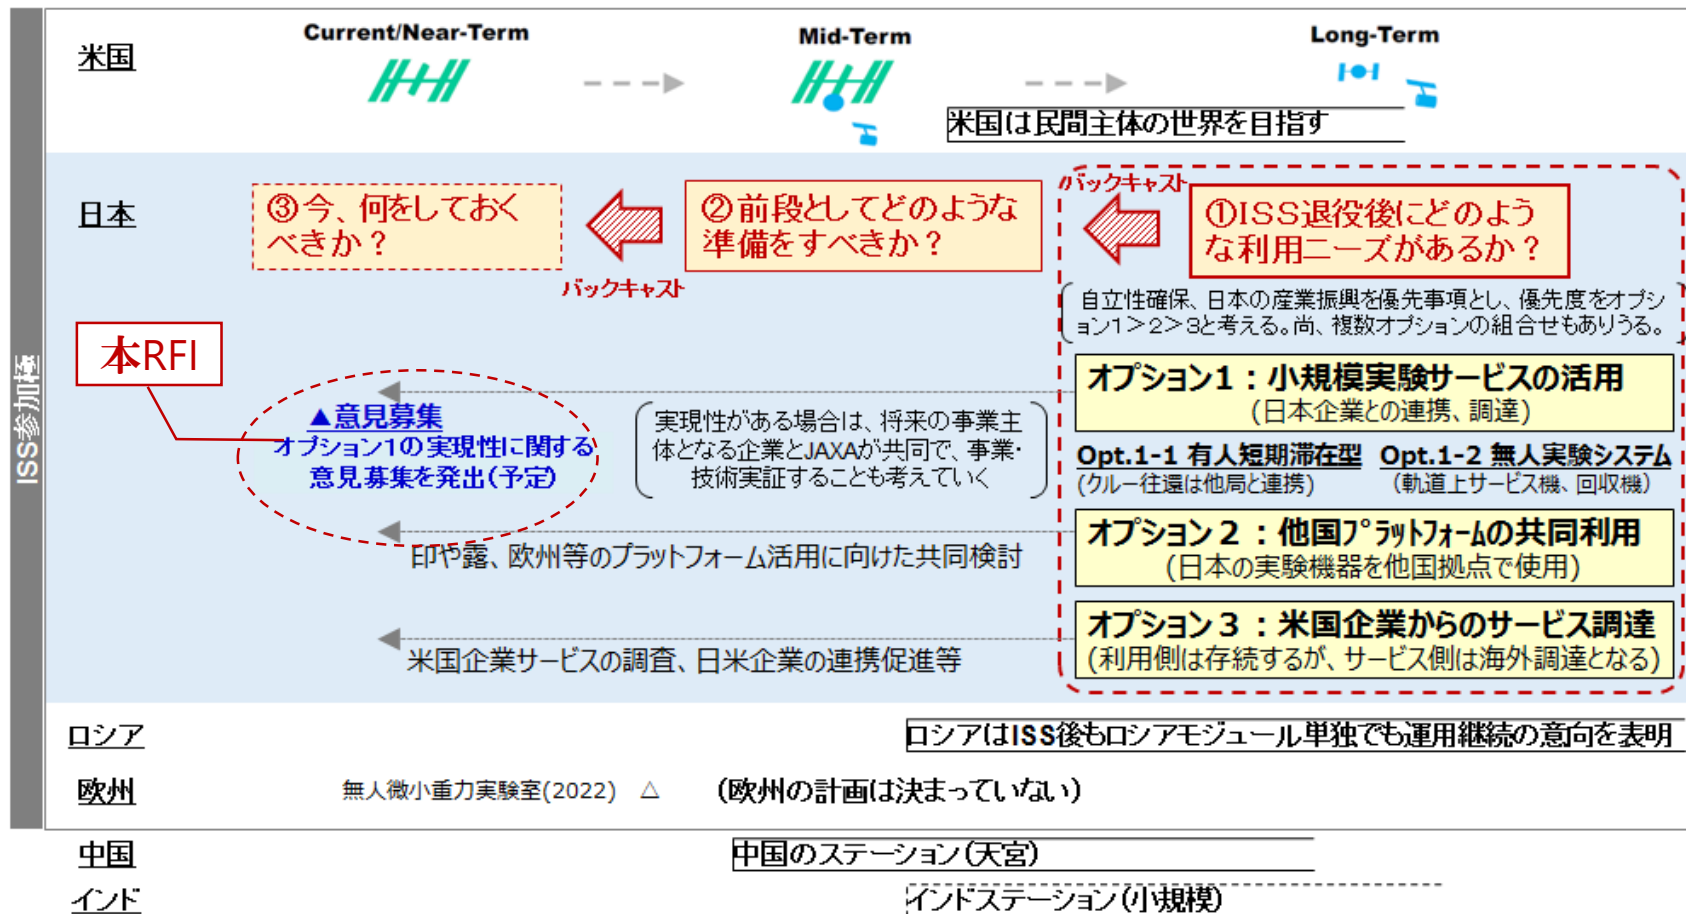 米国
Current/Near-Term
Mid-Term
Long-Term
米国は民間主体の世界を目指す
ISS参加極
日本
③今、何をしておく
べきか？
バックキャスト
②前段としてどのような
準備をすべきか？
バックキャスト
①ISS退役後にどのよう
な利用ニーズがあるか？
自立性確保、日本の産業振興を優先事項とし、優先度をオプシ
ョン1＞2＞3と考える。尚、複数オプションの組合せもありうる。
本RFI
▲意見募集
オプション1の実現性に関する
意見募集を発出(予定)
実現性がある場合は、将来の事業主
体となる企業とJAXAが共同で、事業・
技術実証することも考えていく
オプション1：小規模実験サービスの活用
(日本企業との連携、調達)
Opt.1-1 有人短期滞在型
(クルー往還は他局と連携)
Opt.1-2 無人実験システム
(軌道上サービス機、回収機)
印や露、欧州等のプラットフォーム活用に向けた共同検討
オプション2：他国プラットフォームの共同利用
(日本の実験機器を他国拠点で使用)
米国企業サービスの調査、日米企業の連携促進等
オプション3：米国企業からのサービス調達
(利用側は存続するが、サービス側は海外調達となる)
ロシア
ロシアはISS後もロシアモジュール単独でも運用継続の意向を表明
欧州
無人微小重力実験室(2022) △
(欧州の計画は決まっていない)
中国
中国のステーション(天宮)
インド
インドステーション(小規模)